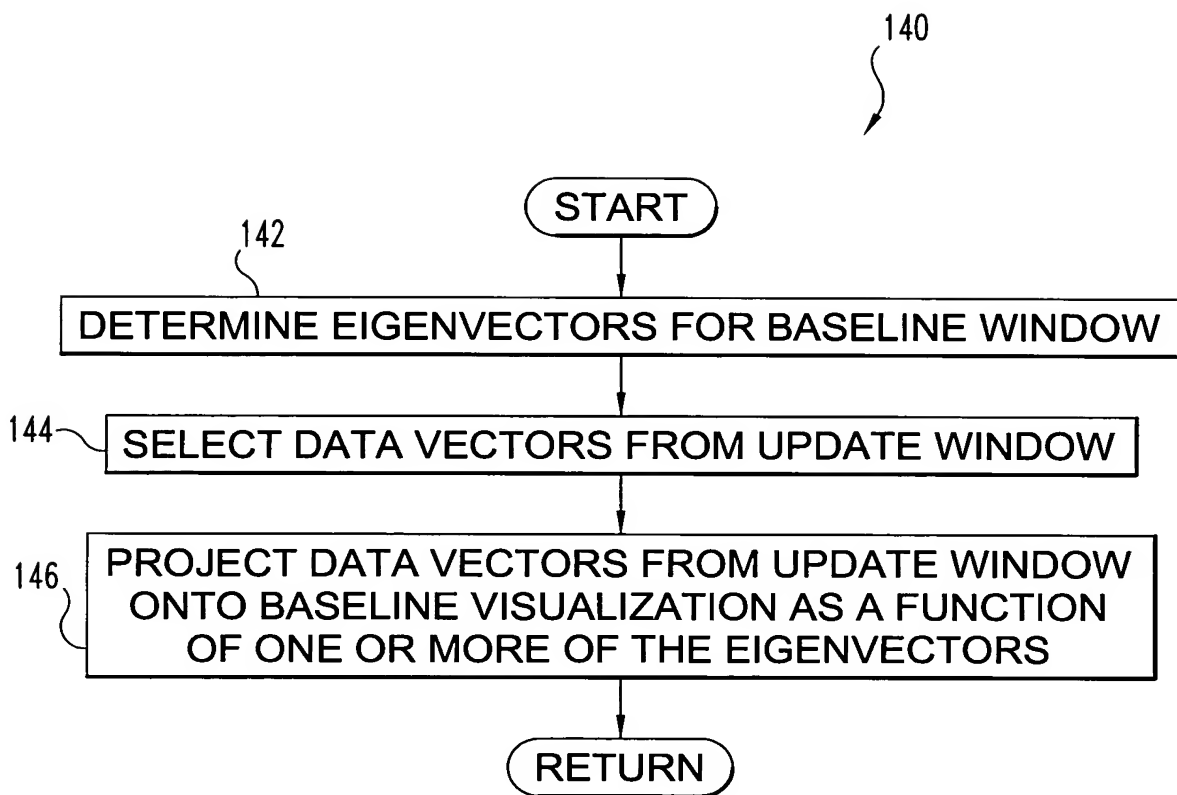 140
START
142
DETERMINE EIGENVECTORS FOR BASELINE WINDOW
144
SELECT DATA VECTORS FROM UPDATE WINDOW
146
PROJECT DATA VECTORS FROM UPDATE WINDOW
ONTO BASELINE VISUALIZATION AS A FUNCTION
OF ONE OR MORE OF THE EIGENVECTORS
RETURN